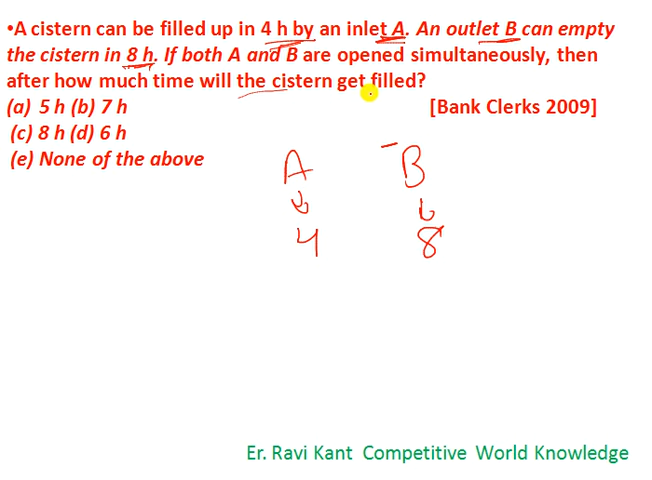 •A cistern can be filled up in 4 h by an inlet A. An outlet B can empty
the cistern in 8 h. If both A and B are opened simultaneously, then
after how much time will the cistern get filled?
(a) 5 h (b) 7 h [Bank Clerks 2009]
(c) 8 h (d) 6 h
(e) None of the above
A -B
4 8
Er. Ravi Kant Competitive World Knowledge